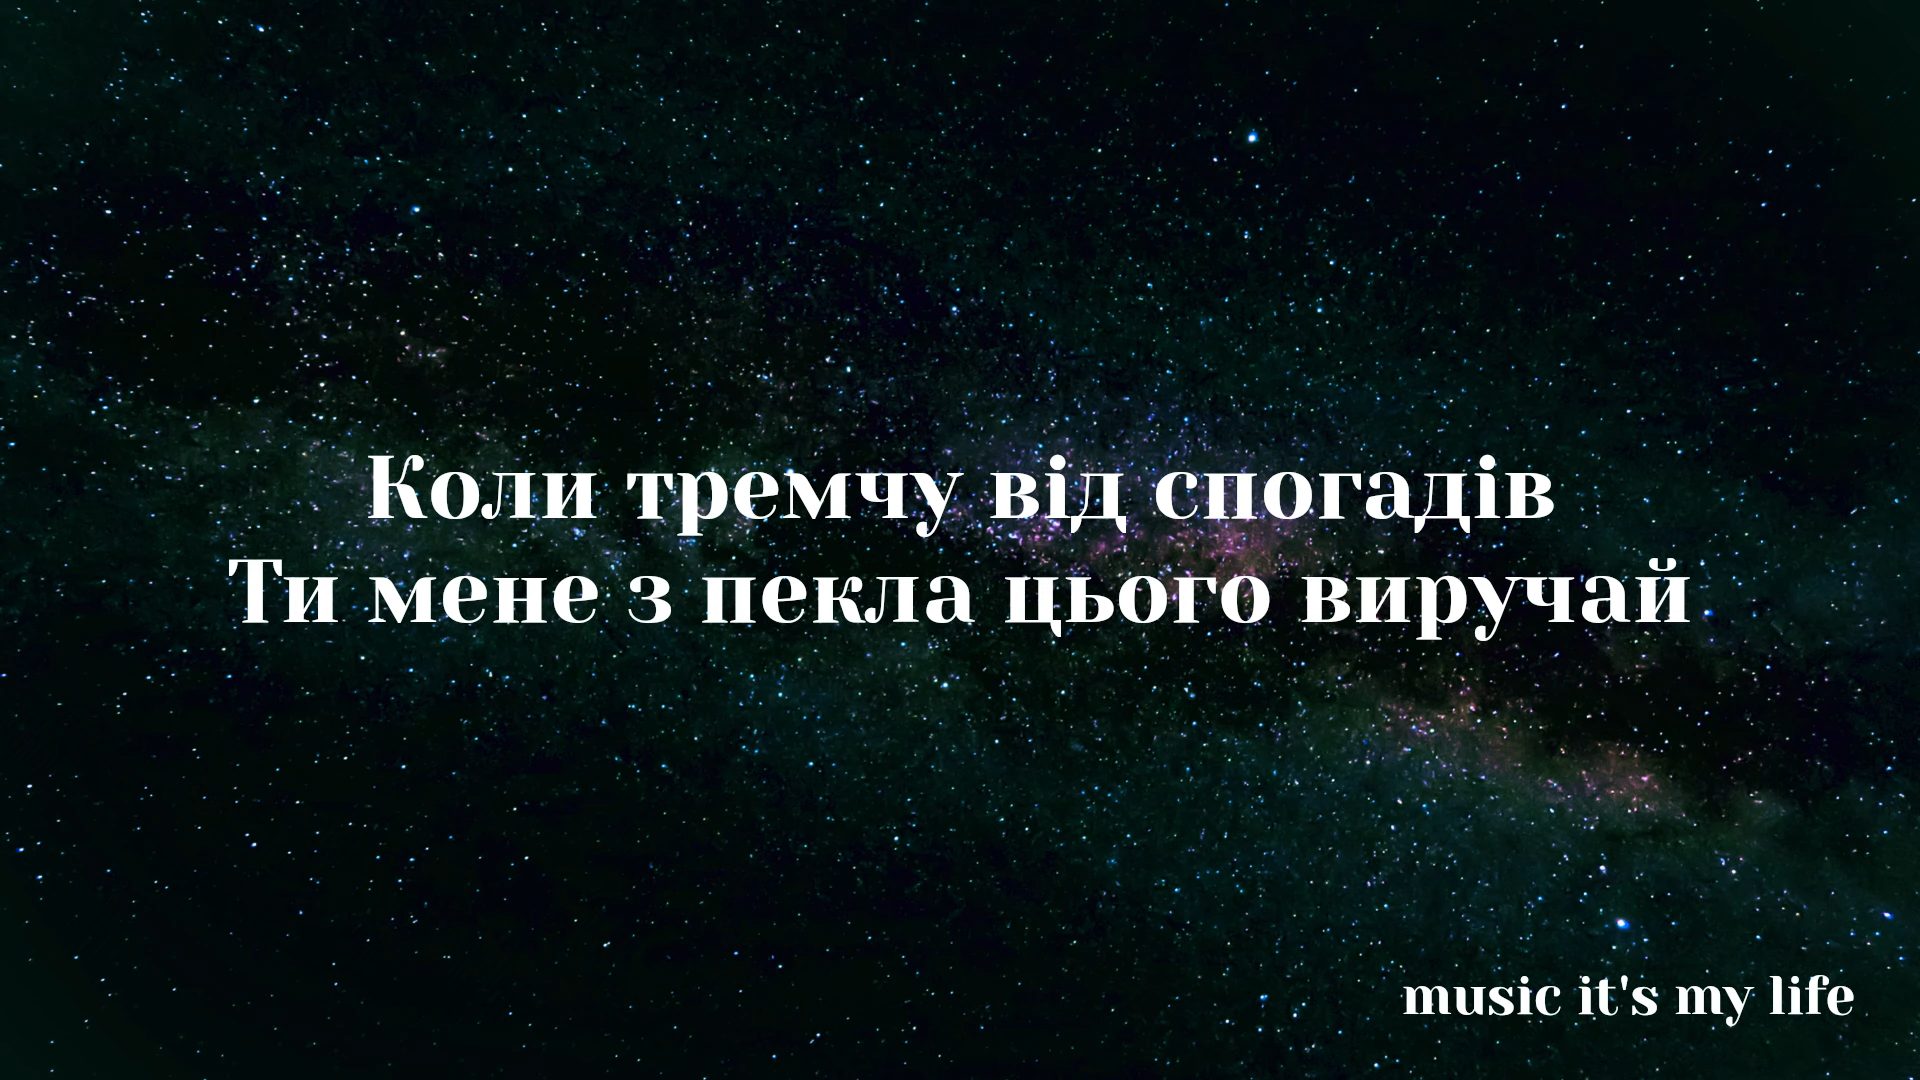 Коли тремчу від спогадів
Ти мене з пекла цього виручай
music it's my life